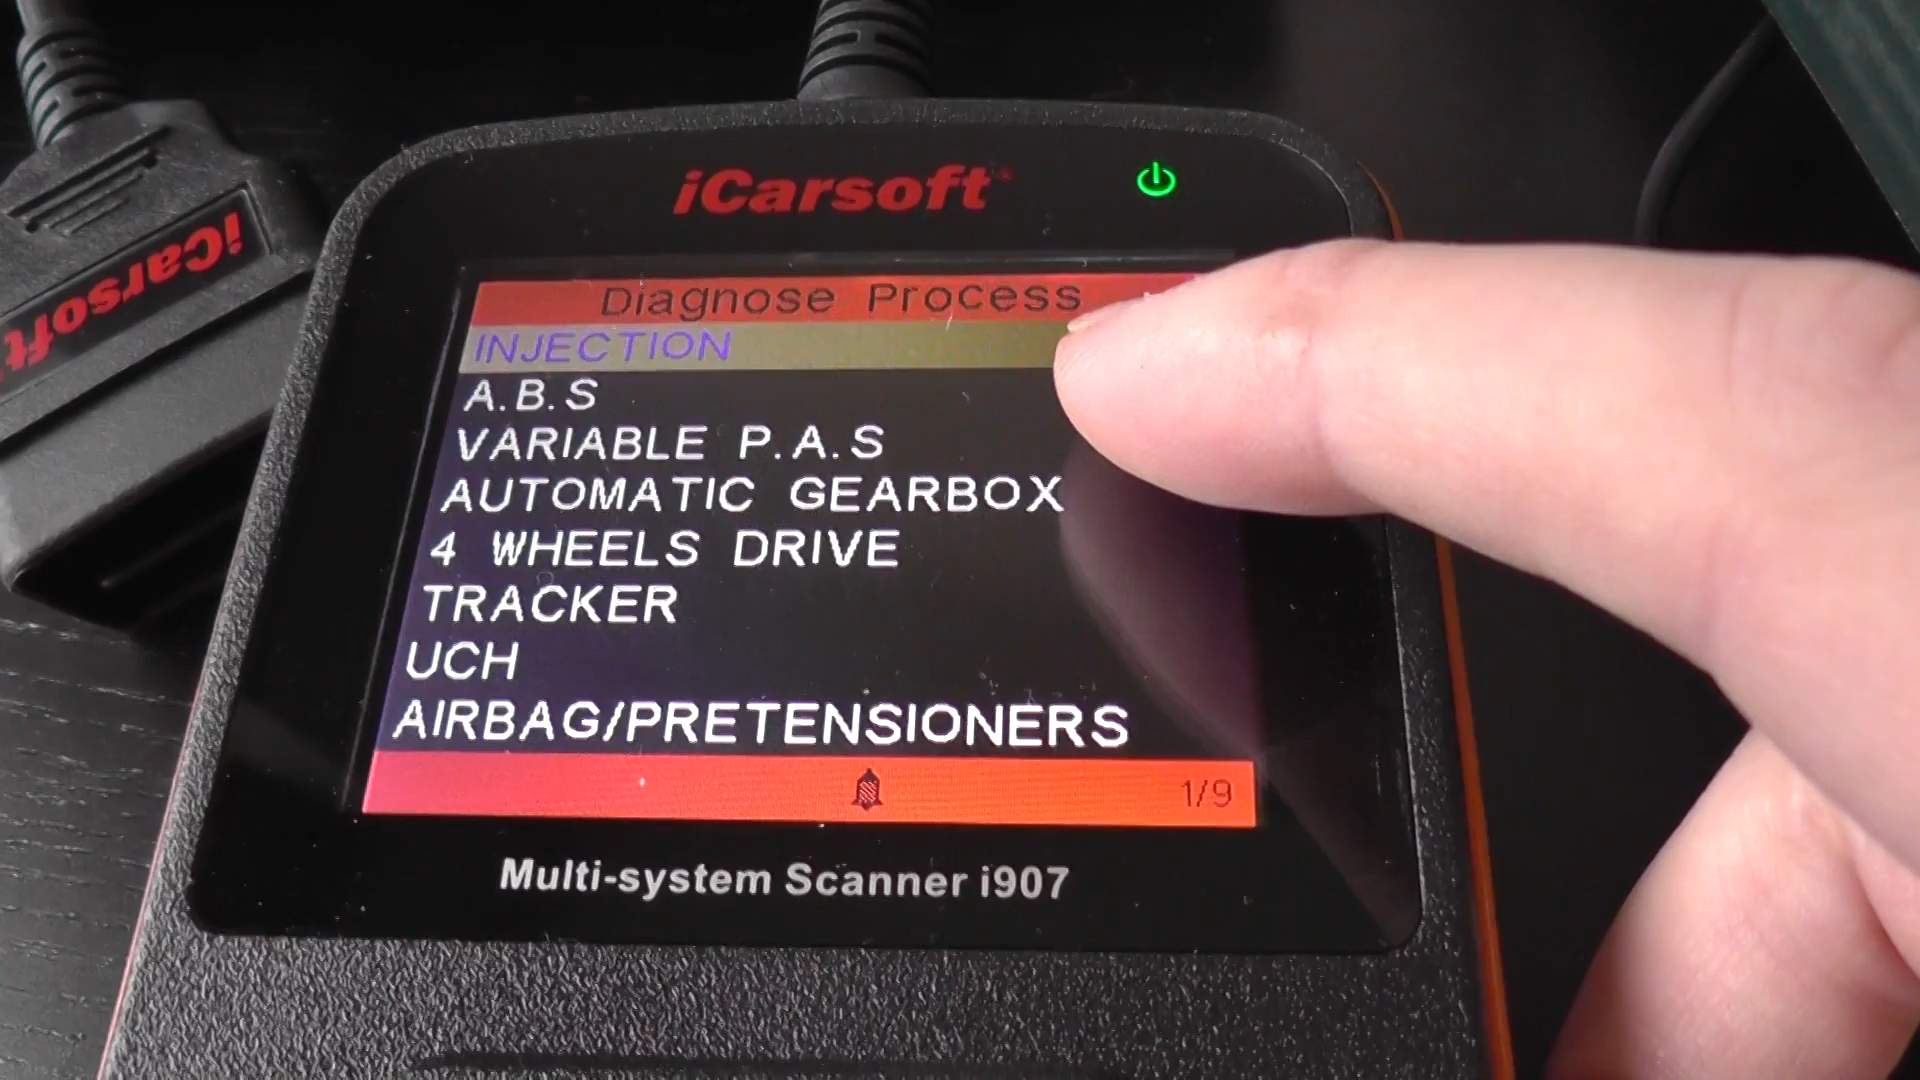 iCarsoft
iCarsoft
Diagnose Process
INJECTION
A.B.S
VARIABLE P.A.S
AUTOMATIC GEARBOX
4 WHEELS DRIVE
TRACKER
UCH
AIRBAG/PRETENSIONERS
1/9
Multi-system Scanner i907